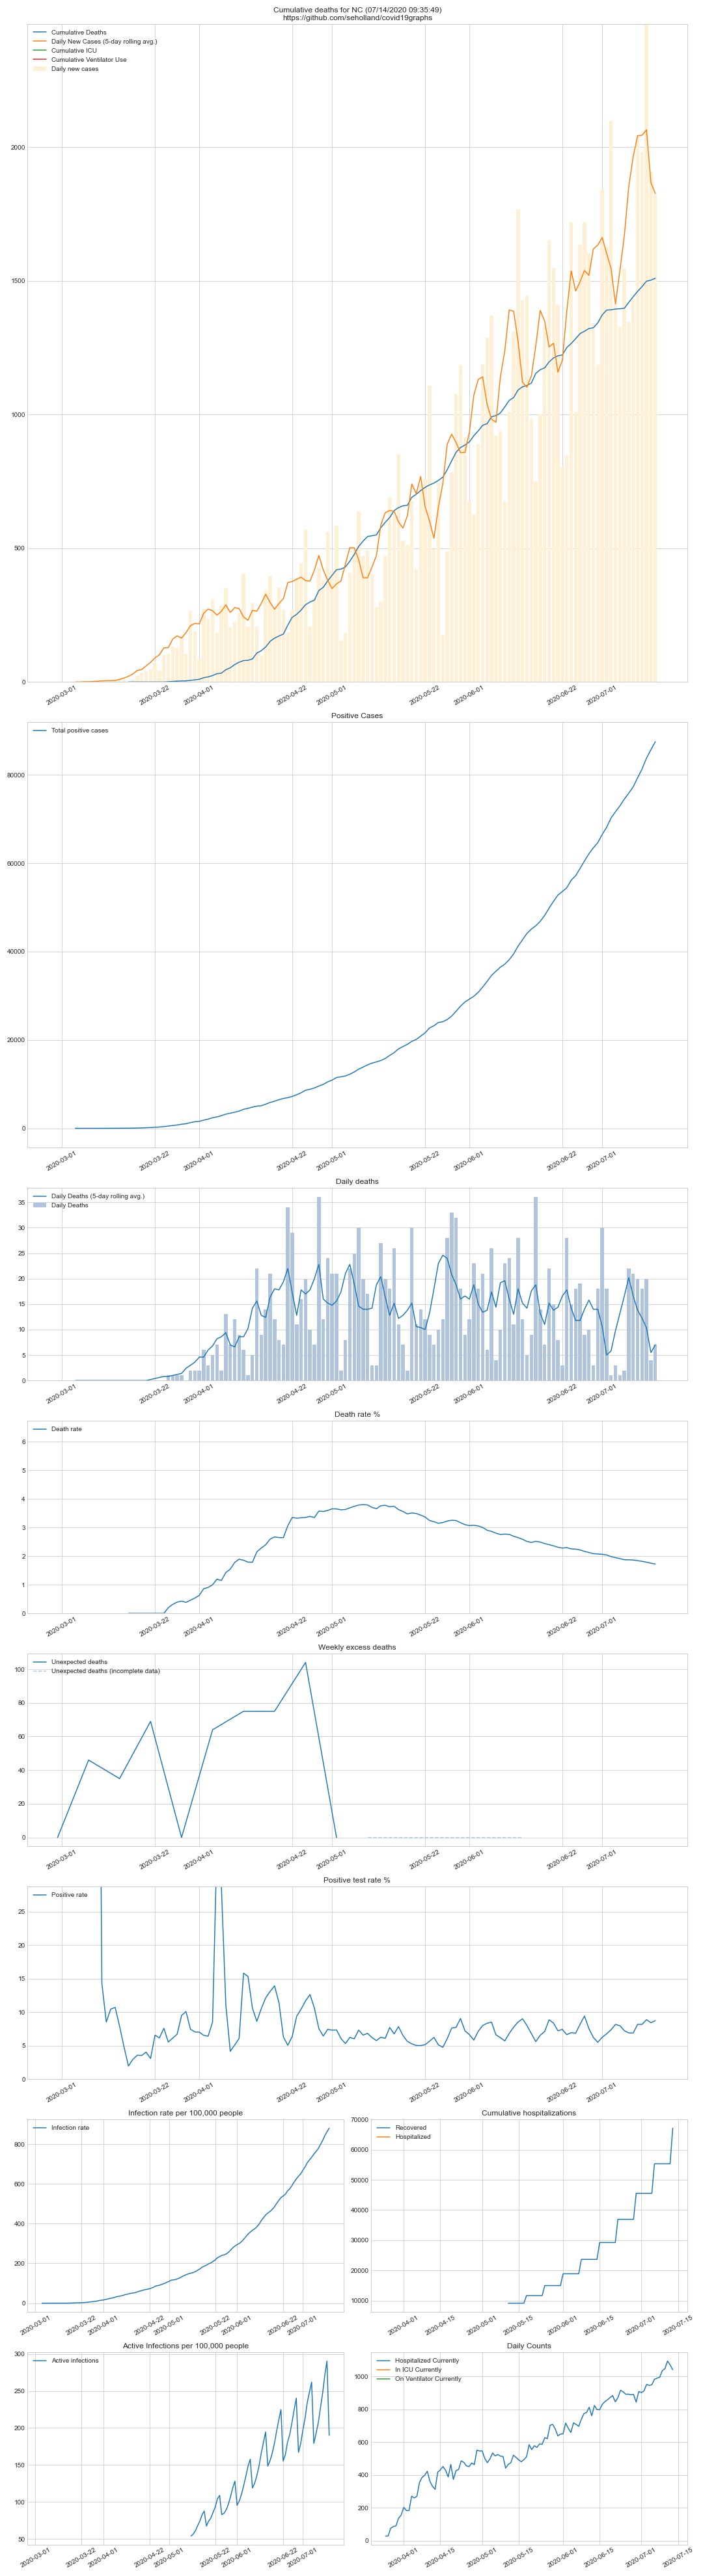 Cumulative deaths for NC (07/14/2020 09:35:49)
https://github.com/seholland/covid19graphs
Cumulative Deaths
Daily New Cases (5-day rolling avg.)
Cumulative ICU
Cumulative Ventilator Use
Daily new cases
2000
1500
1000
500
0
2020-03-01 2020-03-22 2020-04-01 2020-04-22 2020-05-01 2020-05-22 2020-06-01 2020-06-22 2020-07-01
Positive Cases
Total positive cases
80000
60000
40000
20000
0
2020-03-01 2020-03-22 2020-04-01 2020-04-22 2020-05-01 2020-05-22 2020-06-01 2020-06-22 2020-07-01
Daily deaths
Daily Deaths (5-day rolling avg.)
Daily Deaths
35
30
25
20
15
10
5
0
2020-03-01 2020-03-22 2020-04-01 2020-04-22 2020-05-01 2020-05-22 2020-06-01 2020-06-22 2020-07-01
Death rate %
Death rate
6
5
4
3
2
1
0
2020-03-01 2020-03-22 2020-04-01 2020-04-22 2020-05-01 2020-05-22 2020-06-01 2020-06-22 2020-07-01
Weekly excess deaths
Unexpected deaths
Unexpected deaths (incomplete data)
100
80
60
40
20
0
2020-03-01 2020-03-22 2020-04-01 2020-04-22 2020-05-01 2020-05-22 2020-06-01 2020-06-22 2020-07-01
Positive test rate %
Positive rate
25
20
15
10
5
0
2020-03-01 2020-03-22 2020-04-01 2020-04-22 2020-05-01 2020-05-22 2020-06-01 2020-06-22 2020-07-01
Infection rate per 100,000 people
Infection rate
800
600
400
200
0
2020-03-01 2020-03-22 2020-04-01 2020-04-22 2020-05-01 2020-05-22 2020-06-01 2020-06-22 2020-07-01
Cumulative hospitalizations
Recovered
Hospitalized
70000
60000
50000
40000
30000
20000
10000
2020-04-01 2020-04-15 2020-05-01 2020-05-15 2020-06-01 2020-06-15 2020-07-01 2020-07-15
Active Infections per 100,000 people
Active infections
300
250
200
150
100
50
2020-03-01 2020-03-22 2020-04-01 2020-04-22 2020-05-01 2020-05-22 2020-06-01 2020-06-22 2020-07-01
Daily Counts
Hospitalized Currently
In ICU Currently
On Ventilator Currently
1000
800
600
400
200
0
2020-04-01 2020-04-15 2020-05-01 2020-05-15 2020-06-01 2020-06-15 2020-07-01 2020-07-15